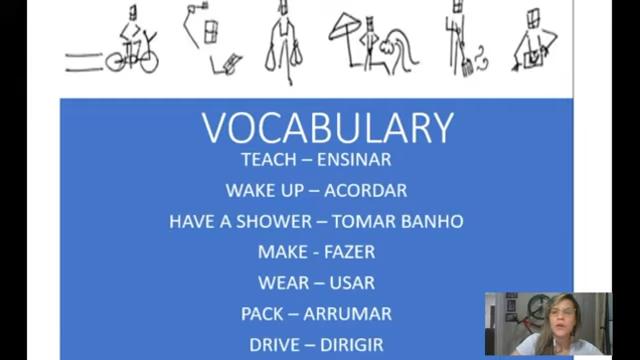 VOCABULARY
TEACH – ENSINAR
WAKE UP – ACORDAR
HAVE A SHOWER – TOMAR BANHO
MAKE - FAZER
WEAR – USAR
PACK – ARRUMAR
DRIVE – DIRIGIR